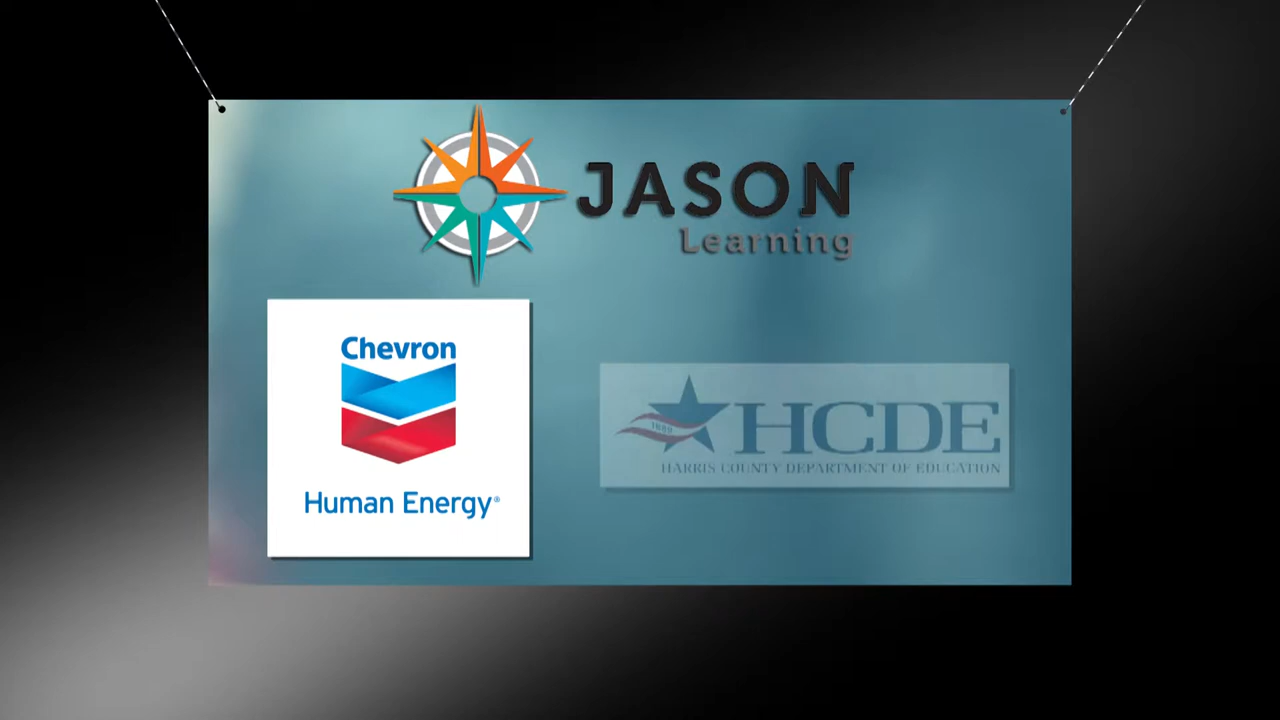 JASON
Learning
Chevron
Human Energy®
1889
HCDE
HARRIS COUNTY DEPARTMENT OF EDUCATION